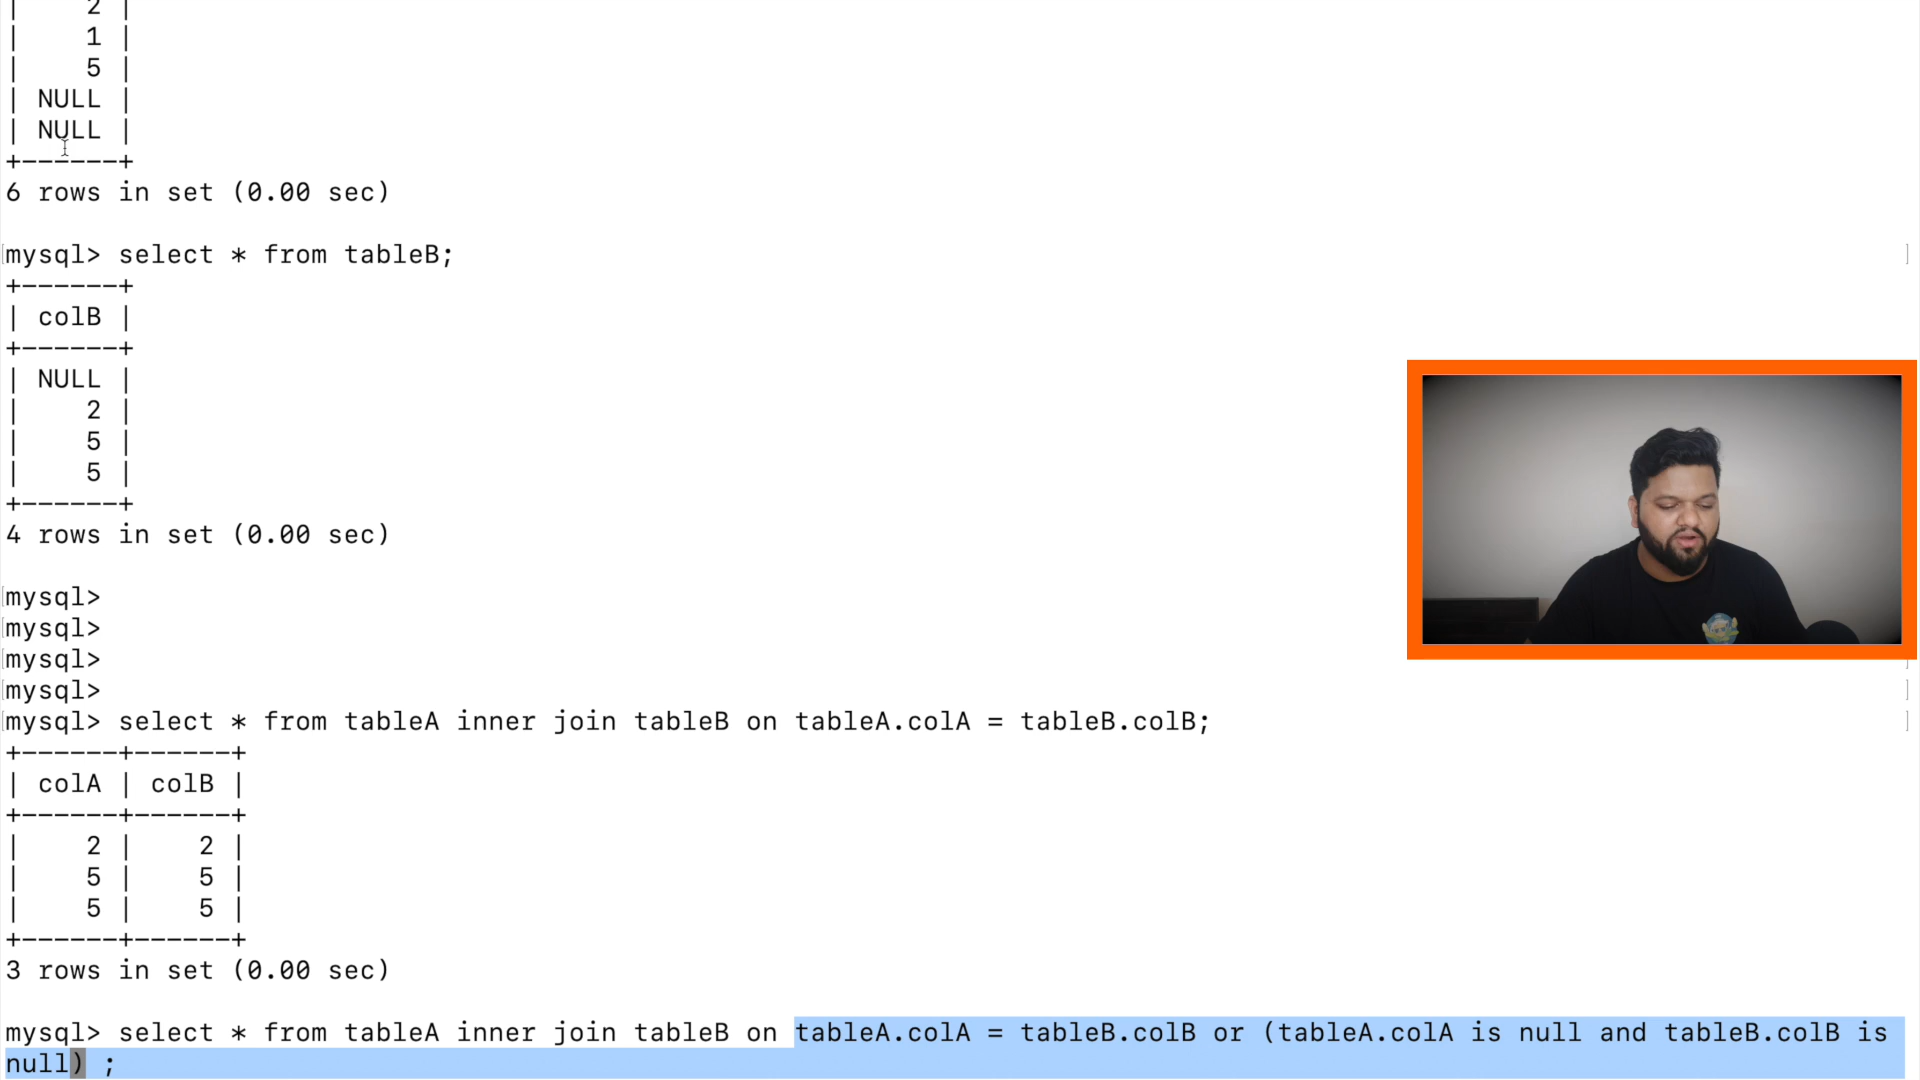 | 2 |
| 1 |
| 5 |
| NULL |
| NULL |
+------+
6 rows in set (0.00 sec)
mysql> select * from tableB;
+------+
| colB |
+------+
| NULL |
| 2 |
| 5 |
| 5 |
+------+
4 rows in set (0.00 sec)
mysql>
mysql>
mysql>
mysql>
mysql> select * from tableA inner join tableB on tableA.colA = tableB.colB;
+------+------+
| colA | colB |
+------+------+
| 2 | 2 |
| 5 | 5 |
| 5 | 5 |
+------+------+
3 rows in set (0.00 sec)
mysql> select * from tableA inner join tableB on tableA.colA = tableB.colB or (tableA.colA is null and tableB.colB is
null) ;